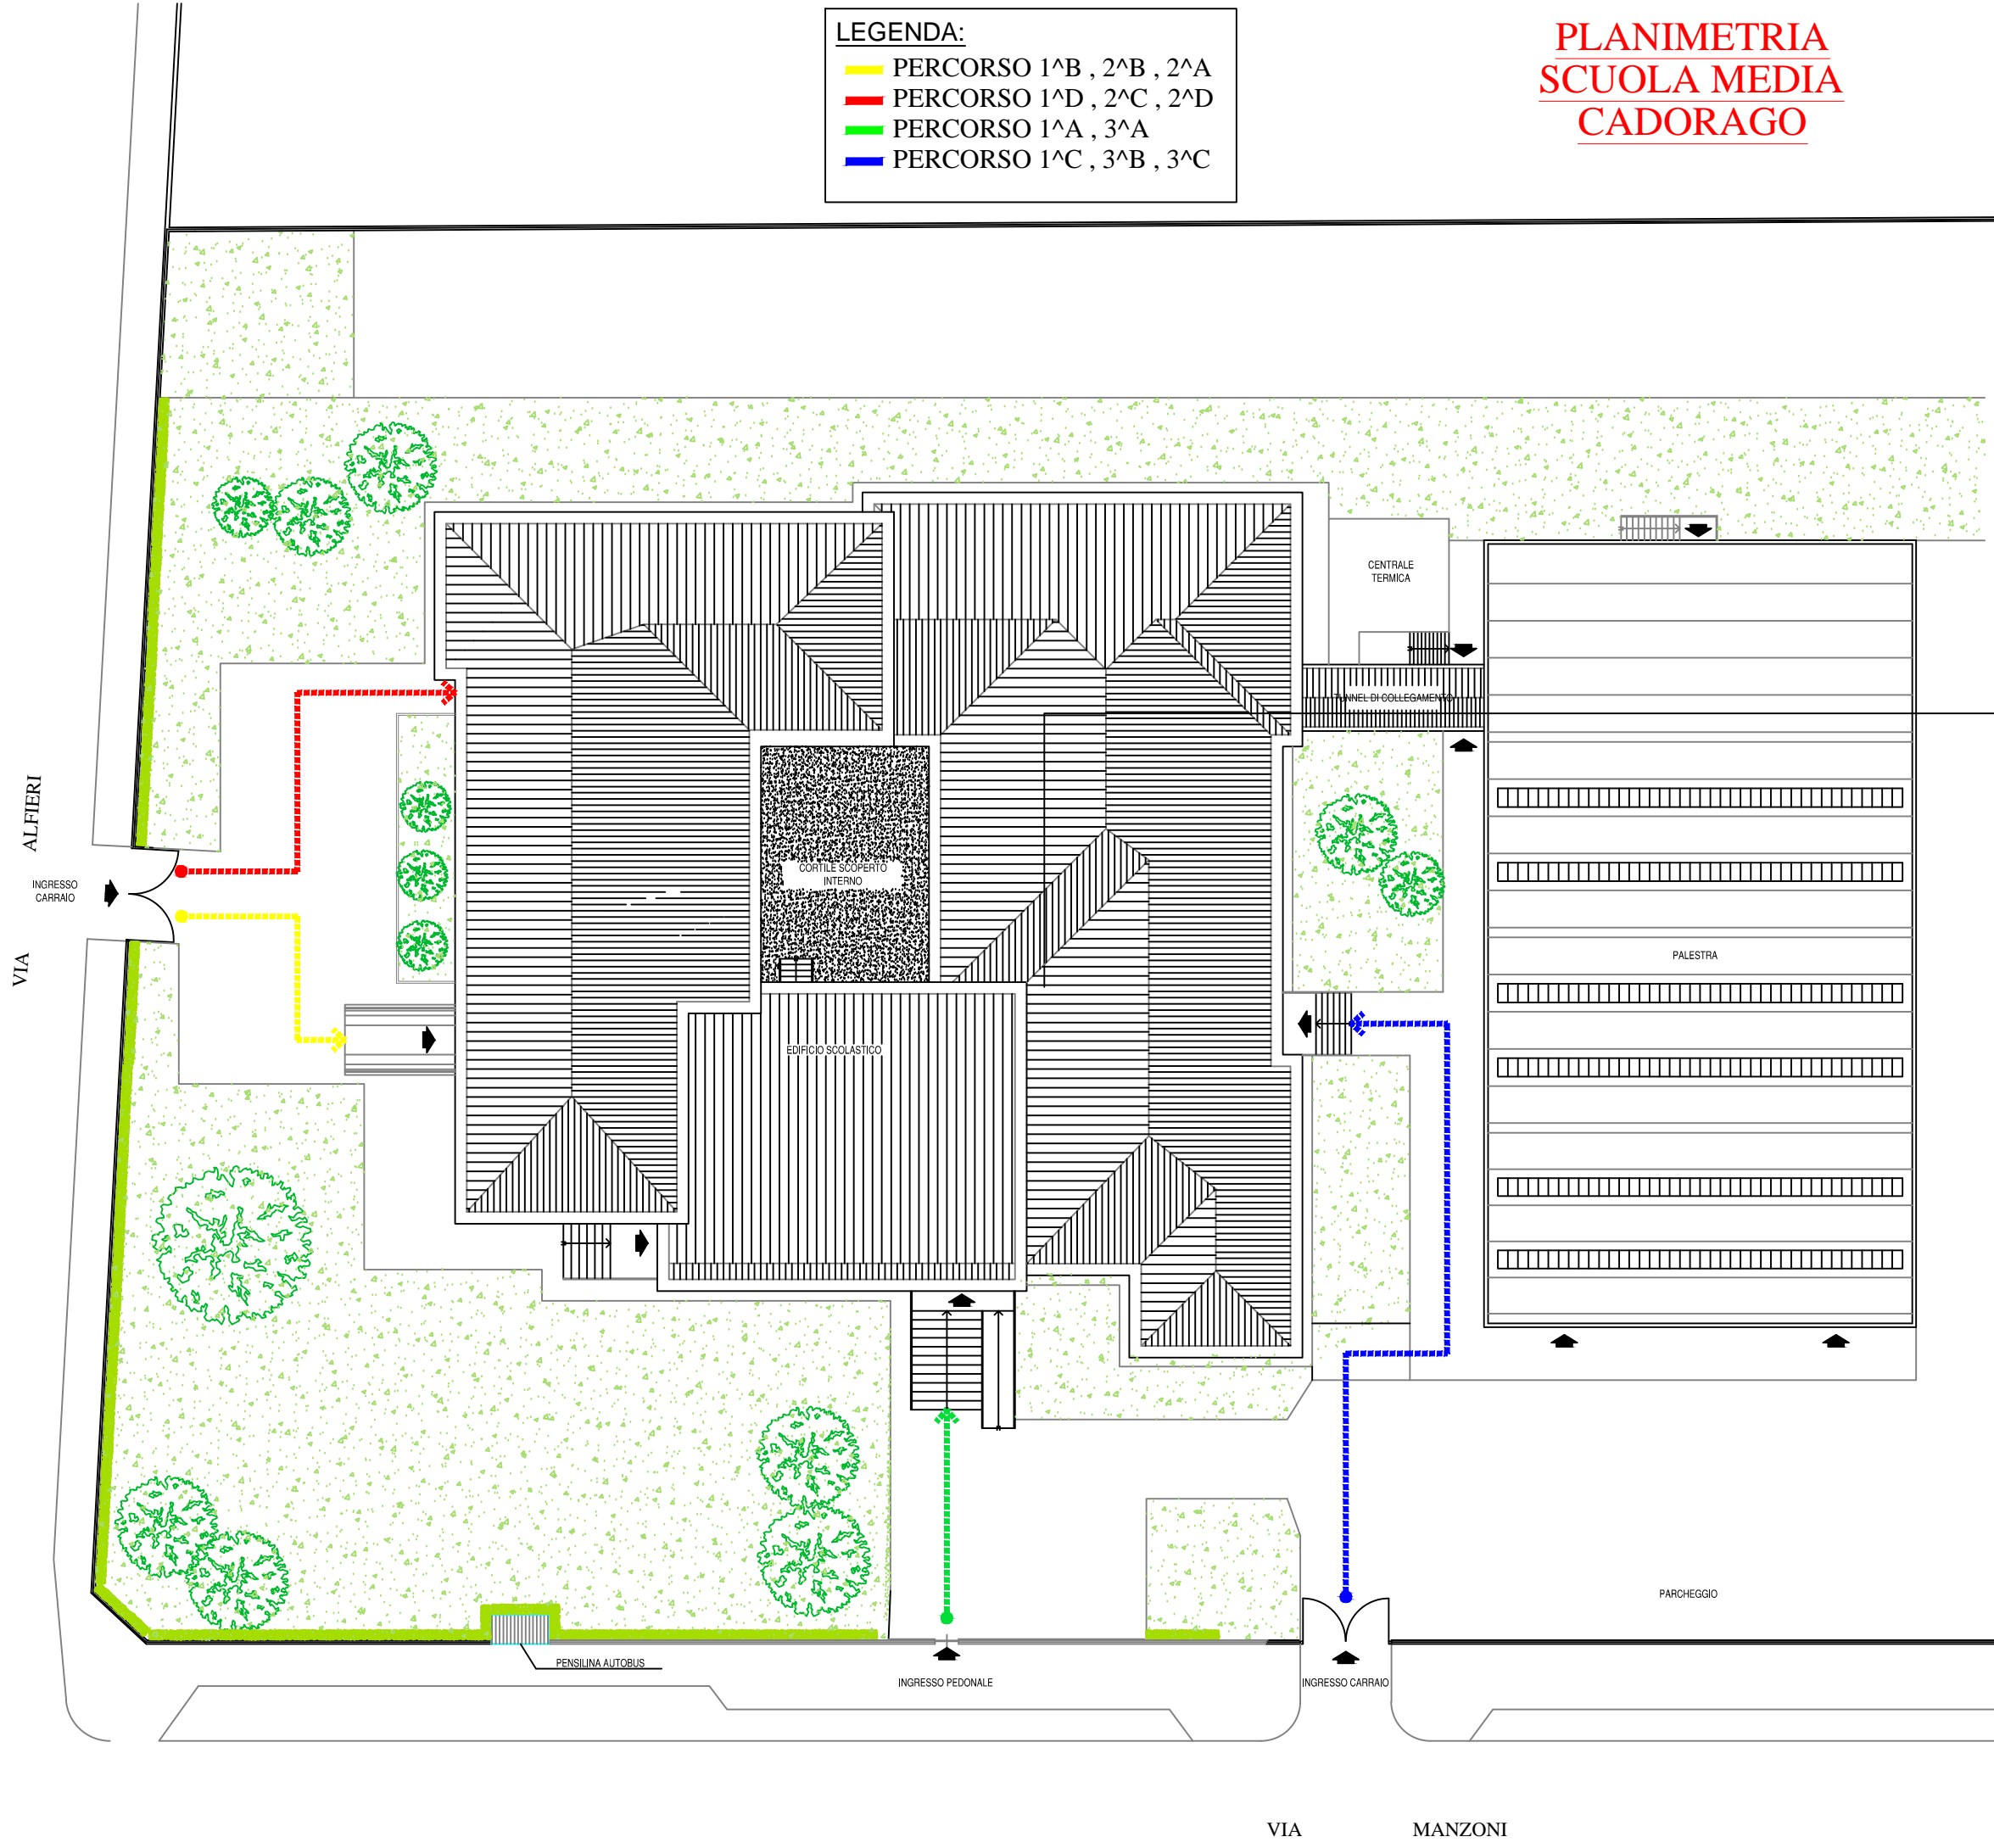 LEGENDA:
PERCORSO 1^B , 2^B , 2^A
PERCORSO 1^D , 2^C , 2^D
PERCORSO 1^A , 3^A
PERCORSO 1^C , 3^B , 3^C
PLANIMETRIA
SCUOLA MEDIA
CADORAGO
CENTRALE
TERMICA
TUNNEL DI COLLEGAMENTO
VIA ALFIERI
INGRESSO
CARRAIO
CORTILE SCOPERTO
INTERNO
PALESTRA
EDIFICIO SCOLASTICO
PARCHEGGIO
PENSILINA AUTOBUS
INGRESSO PEDONALE
INGRESSO CARRAIO
VIA MANZONI